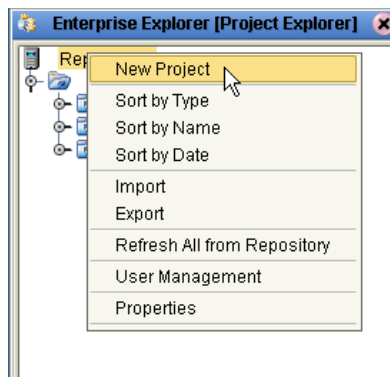 Enterprise Explorer [Project Explorer]
New Project
Sort by Type
Sort by Name
Sort by Date
Import
Export
Refresh All from Repository
User Management
Properties